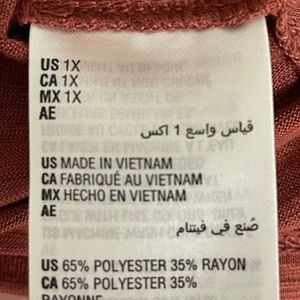 US 1X
CA 1X
MX 1X
AE
قياس واسع 1 اكس
US MADE IN VIETNAM
CA FABRIQUÉ AU VIETNAM
MX HECHO EN VIETNAM
AE
صُنع في فيتنام
US 65% POLYESTER 35% RAYON
CA 65% POLYESTER 35%
RAYONNE